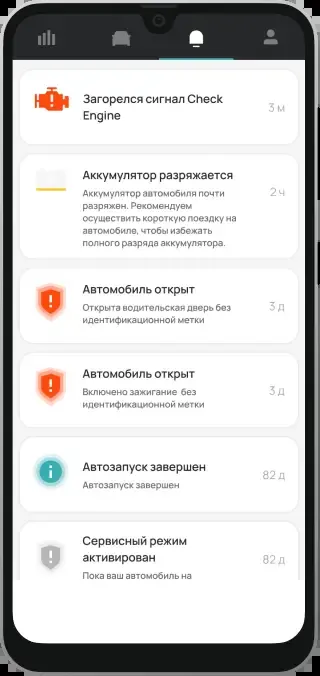 Загорелся сигнал Check
Engine
3 м
Аккумулятор разряжается
2 ч
Аккумулятор автомобиля почти
разряжен. Рекомендуем
осуществить короткую поездку на
автомобиле, чтобы избежать
полного разряда аккумулятора.
Автомобиль открыт
3 д
Открыта водительская дверь без
идентификационной метки
Автомобиль открыт
3 д
Включено зажигание без
идентификационной метки
Автозапуск завершен
82 д
Автозапуск завершен
Сервисный режим
активирован
82 д
Пока ваш автомобиль на